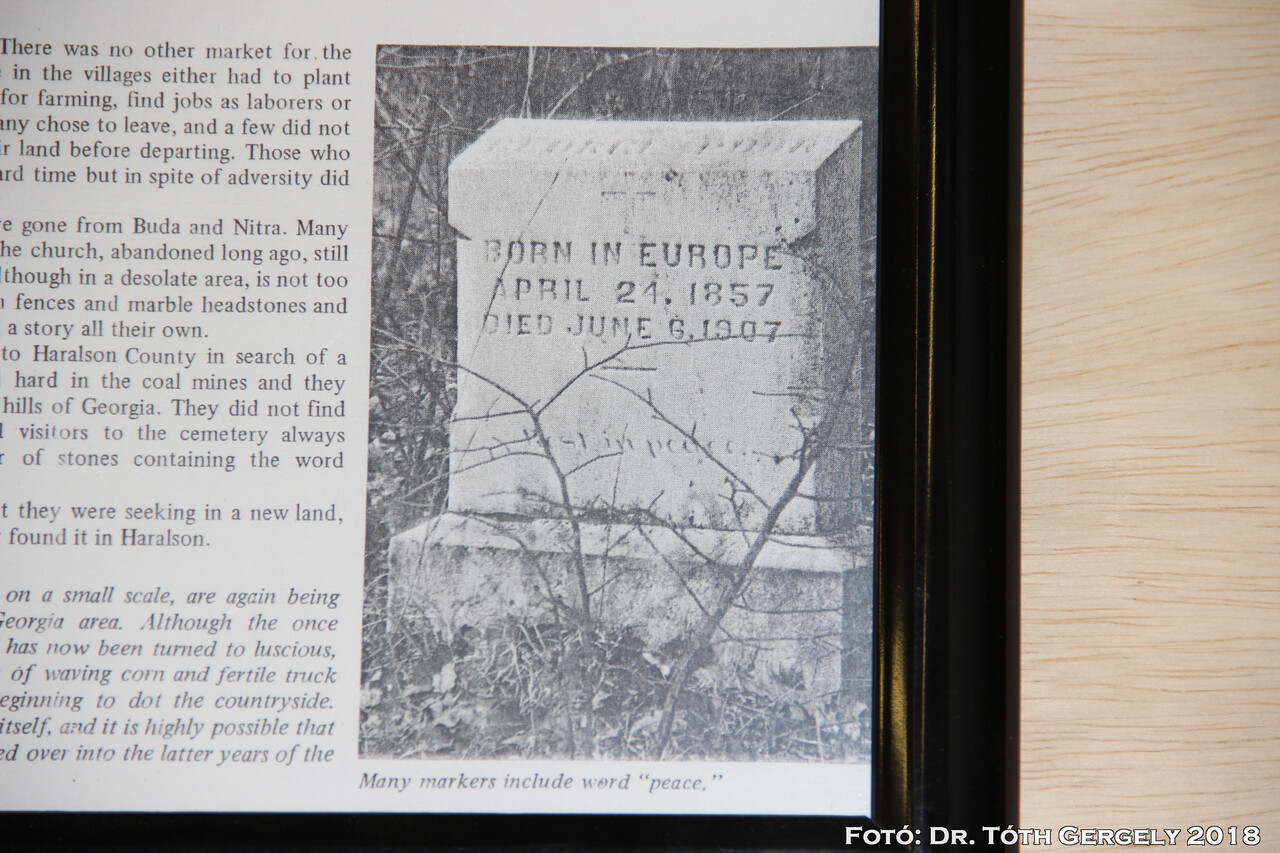 There was no other market for the
in the villages either had to plant
for farming, find jobs as laborers or
any chose to leave, and a few did not
ir land before departing. Those who
ard time but in spite of adversity did
e gone from Buda and Nitra. Many
he church, abandoned long ago, still
lthough in a desolate area, is not too
n fences and marble headstones and
a story all their own.
to Haralson County in search of a
hard in the coal mines and they
hills of Georgia. They did not find
l visitors to the cemetery always
r of stones containing the word
t they were seeking in a new land,
found it in Haralson.
on a small scale, are again being
Georgia area. Although the once
has now been turned to luscious,
of waving corn and fertile truck
eginning to dot the countryside.
itself, and it is highly possible that
ed over into the latter years of the
BORN IN EUROPE
APRIL 24, 1857
DIED JUNE 6, 1907
Rest in peace
Many markers include word "peace."
Fotó: Dr. Tóth Gergely 2018